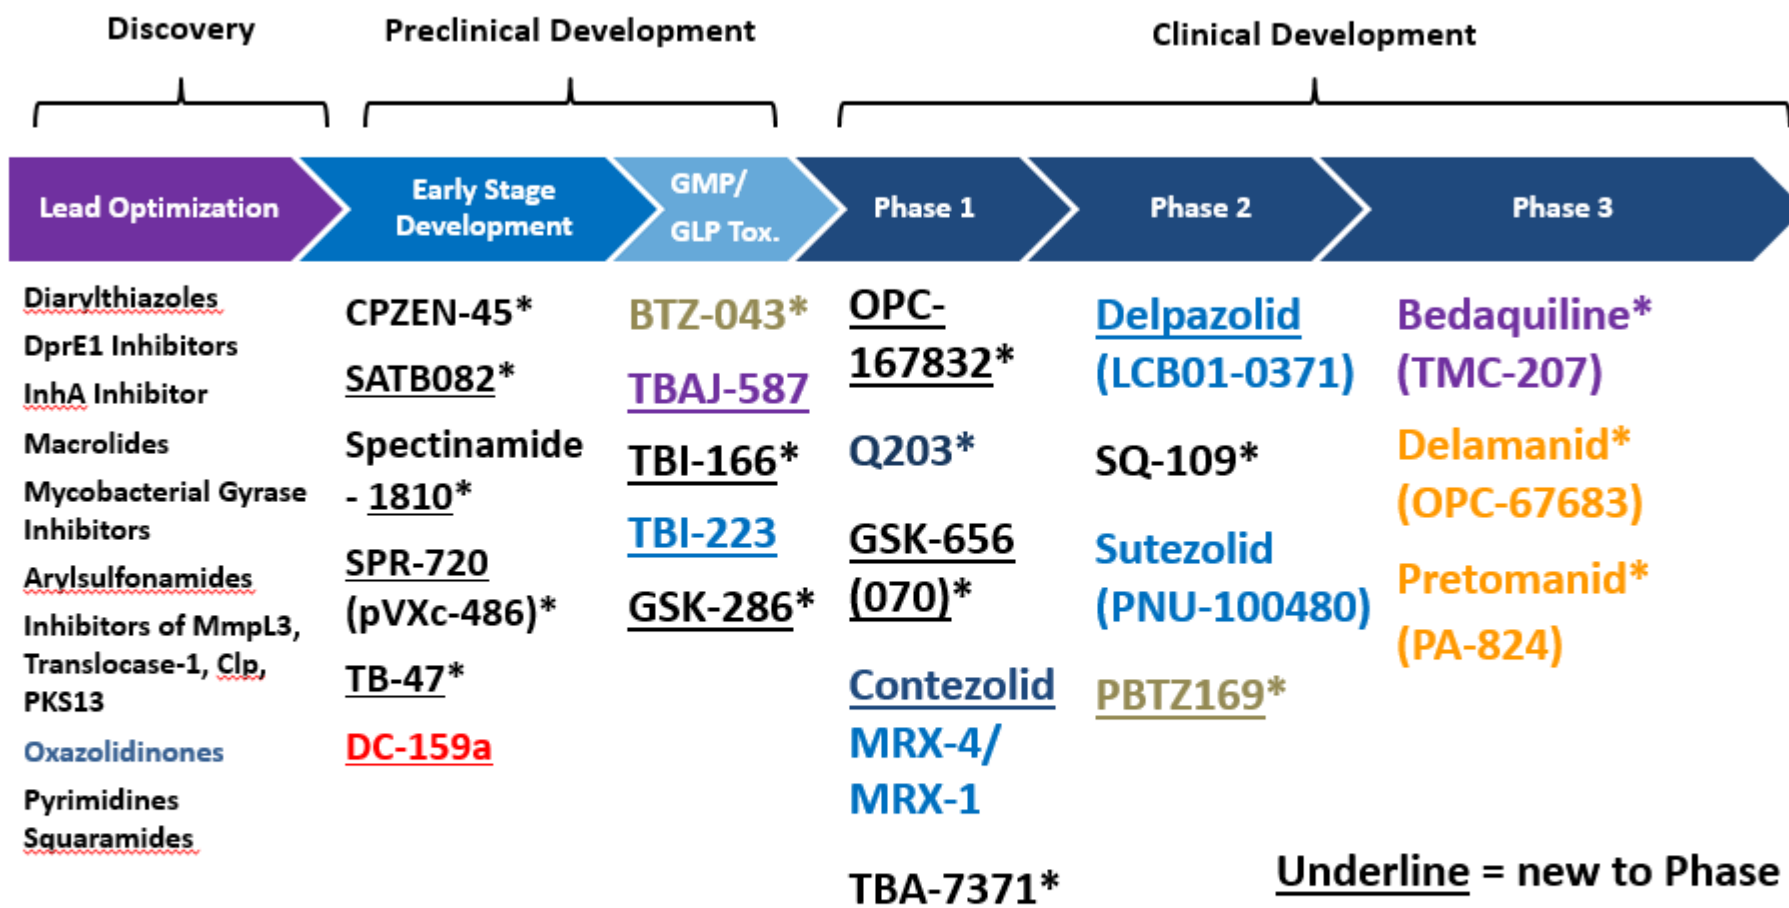 Discovery
Preclinical Development
Clinical Development
Lead Optimization
Early Stage
Development
GMP/
GLP Tox.
Phase 1
Phase 2
Phase 3
Diarylthiazoles
DprE1 Inhibitors
InhA Inhibitor
Macrolides
Mycobacterial Gyrase
Inhibitors
Arylsulfonamides
Inhibitors of MmpL3,
Translocase-1, Clp,
PKS13
Oxazolidinones
Pyrimidines
Squaramides
CPZEN-45*
SATB082*
Spectinamide
- 1810*
SPR-720
(pVXc-486)*
TB-47*
DC-159a
BTZ-043*
TBAJ-587
TBI-166*
TBI-223
GSK-286*
OPC-
167832*
Q203*
GSK-656
(070)*
Contezolid
MRX-4/
MRX-1
TBA-7371*
Delpazolid
(LCB01-0371)
SQ-109*
Sutezolid
(PNU-100480)
PBTZ169*
Bedaquiline*
(TMC-207)
Delamanid*
(OPC-67683)
Pretomanid*
(PA-824)
Underline = new to Phase